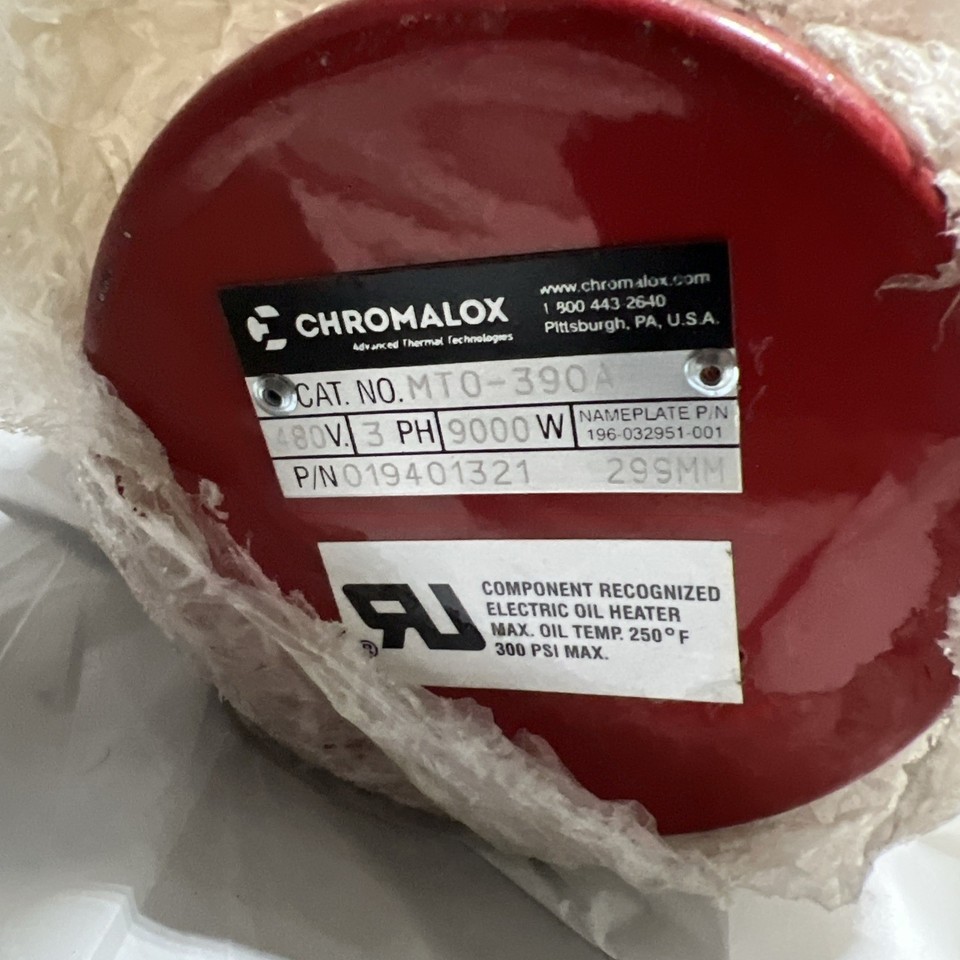 CHROMALOX
Advanced Thermal Technologies
www.chromalox.com
1 800 443 2640
Pittsburgh, PA, U.S.A.
CAT. NO. MTO-390A
480V. 3 PH 9000 W
NAMEPLATE P/N
196-032951-001
P/N 019401321 299MM
COMPONENT RECOGNIZED
ELECTRIC OIL HEATER
MAX. OIL TEMP. 250°F
300 PSI MAX.
®